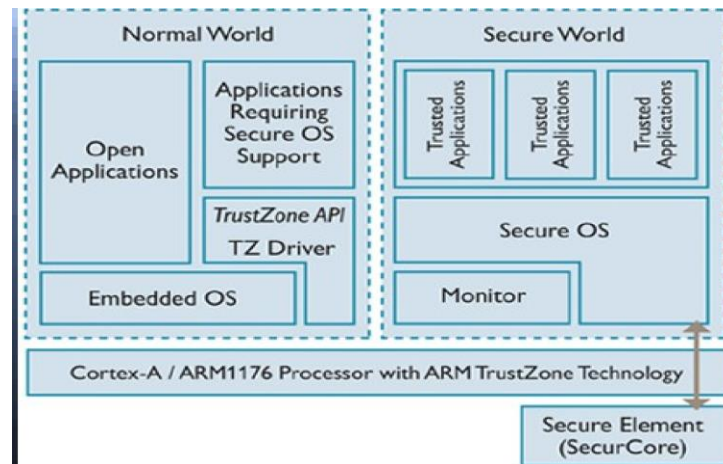 Normal World
Open
Applications
Applications
Requiring
Secure OS
Support
TrustZone API
TZ Driver
Embedded OS
Secure World
Trusted
Applications
Trusted
Applications
Trusted
Applications
Secure OS
Monitor
Cortex-A / ARM1176 Processor with ARM TrustZone Technology
Secure Element
(SecurCore)